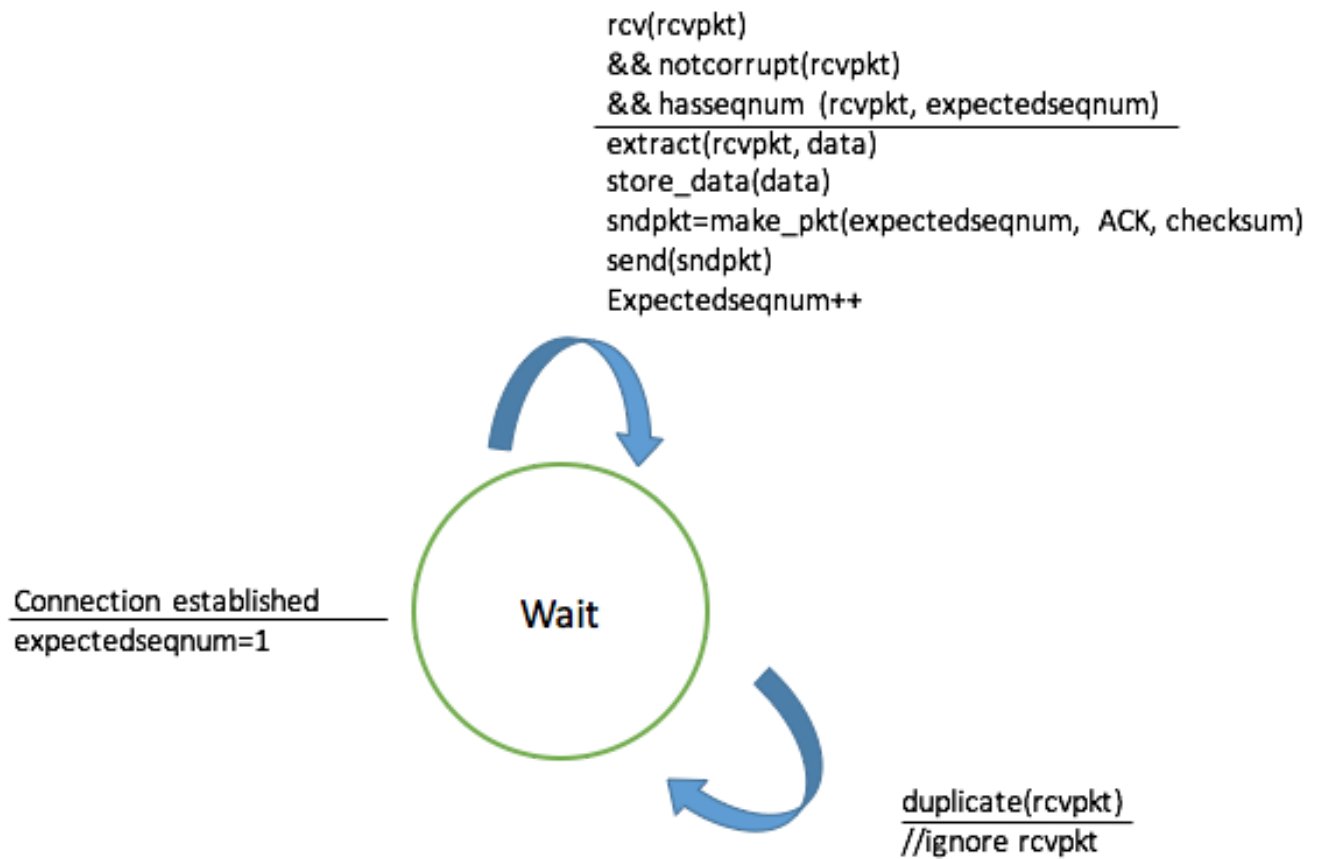 rcv(rcvpkt)
&& notcorrupt(rcvpkt)
&& hasseqnum (rcvpkt, expectedseqnum)
extract(rcvpkt, data)
store_data(data)
sndpkt=make_pkt(expectedseqnum, ACK, checksum)
send(sndpkt)
Expectedseqnum++
Connection established
expectedseqnum=1
Wait
duplicate(rcvpkt)
//ignore rcvpkt